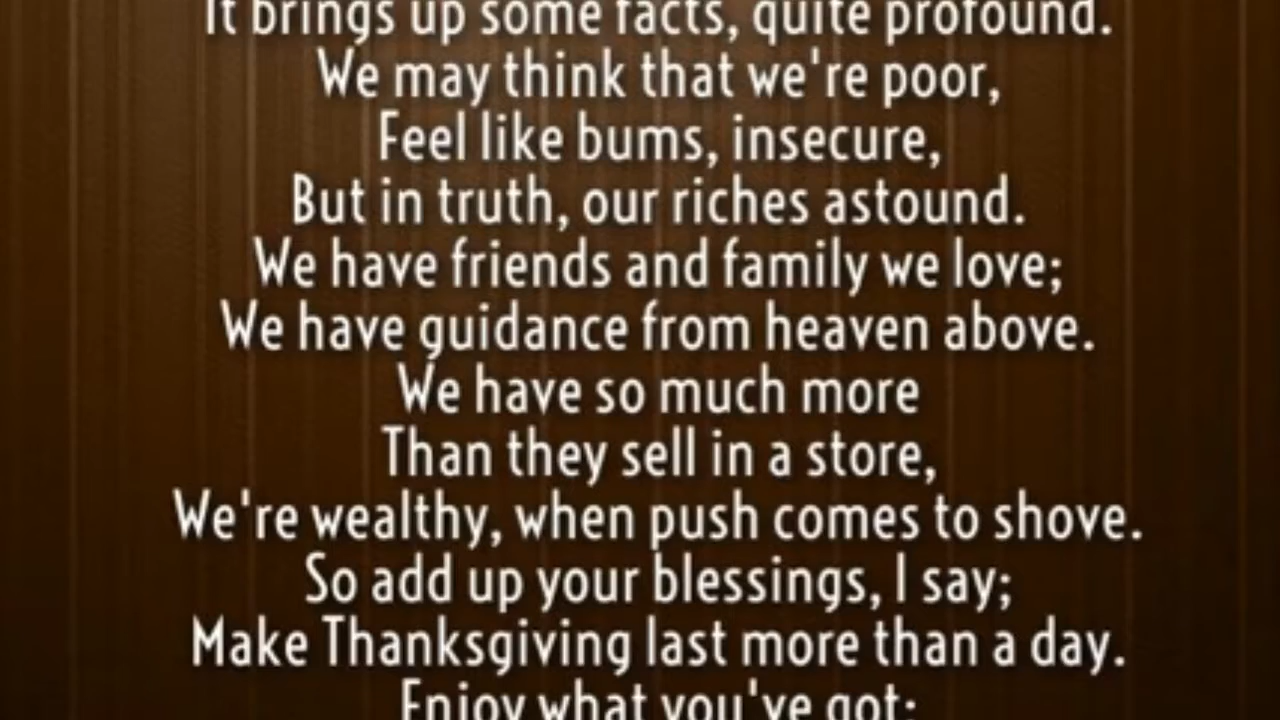 It brings up some facts, quite profound.
We may think that we're poor,
Feel like bums, insecure,
But in truth, our riches astound.
We have friends and family we love;
We have guidance from heaven above.
We have so much more
Than they sell in a store,
We're wealthy, when push comes to shove.
So add up your blessings, I say;
Make Thanksgiving last more than a day.
Enjoy what you've got;